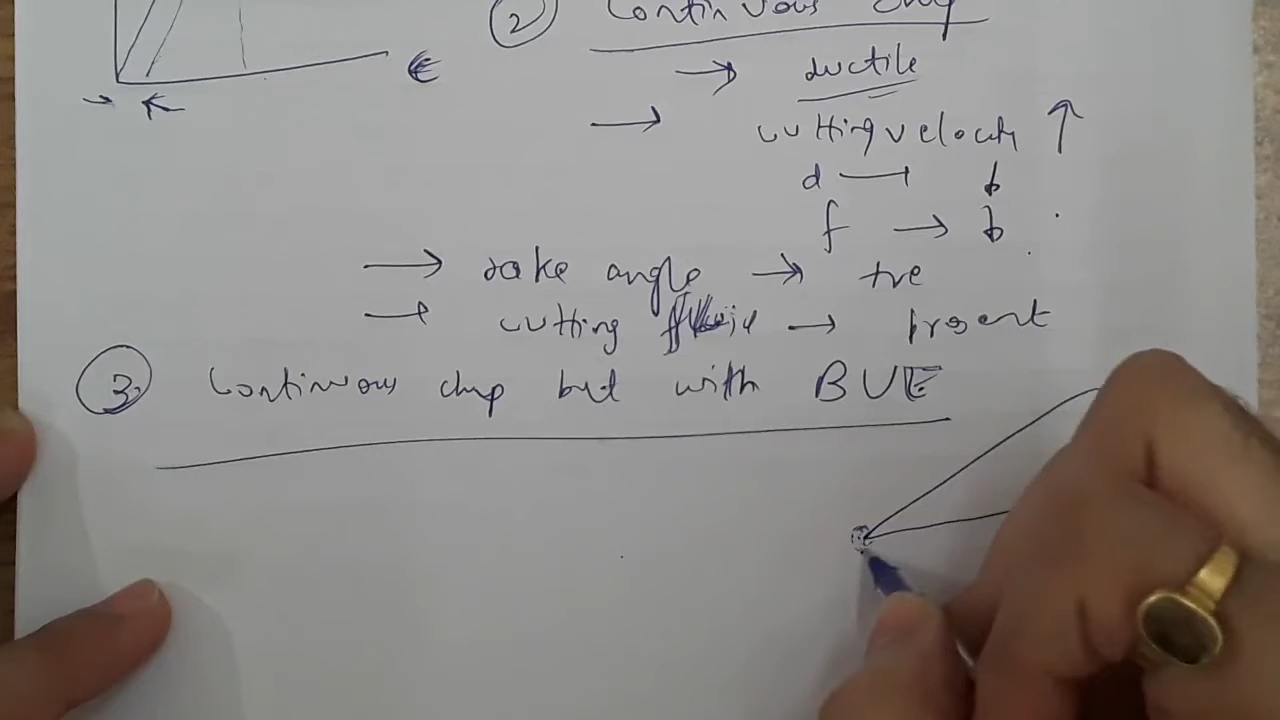 ② Continuous chip
€
→ ductile
→ cutting velocity ↑
d → ↓
f → ↓
→ rake angle → +ve
→ cutting fluid → present
③ Continuous chip but with BUE